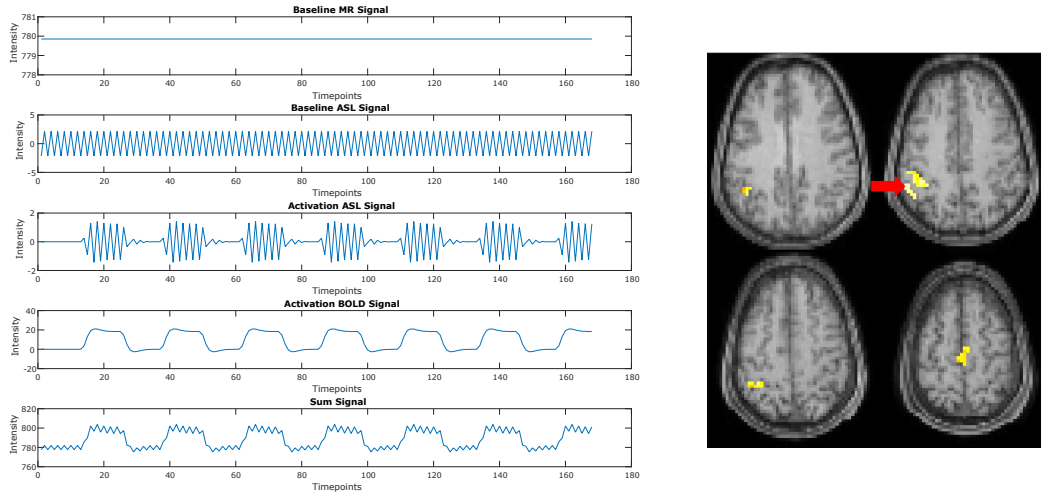 Baseline MR Signal
781
780
779
778
Intensity
20 40 60 80 100 120 140 160 180
Timepoints
Baseline ASL Signal
5
0
-5
Intensity
0 20 40 60 80 100 120 140 160 180
Timepoints
Activation ASL Signal
2
0
-2
Intensity
0 20 40 60 80 100 120 140 160 180
Timepoints
Activation BOLD Signal
40
20
0
-20
Intensity
0 20 40 60 80 100 120 140 160 180
Timepoints
Sum Signal
820
800
780
760
Intensity
0 20 40 60 80 100 120 140 160 180
Timepoints